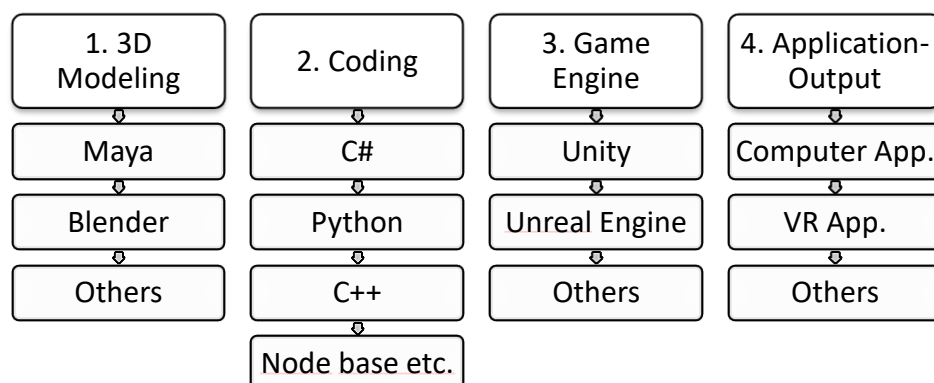 1. 3D
Modeling
Maya
Blender
Others
2. Coding
C#
Python
C++
Node base etc.
3. Game
Engine
Unity
Unreal Engine
Others
4. Application-
Output
Computer App.
VR App.
Others